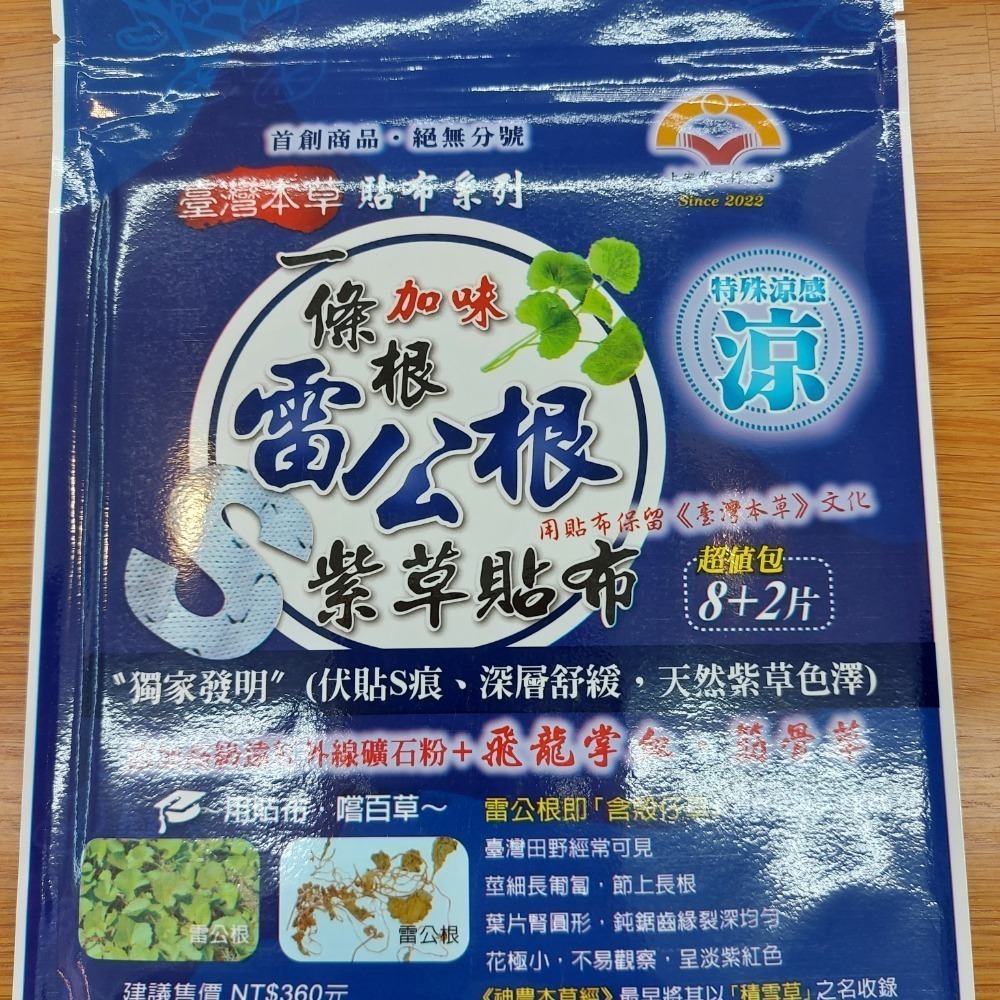 首創商品・絕無分號
Since 2022
臺灣本草 貼布系列
一條根 加味
雷公根
紫草貼布
特殊涼感
涼
用貼布保留《臺灣本草》文化
超值包
8+2片
"獨家發明" (伏貼S痕、深層舒緩，天然紫草色澤)
外線礦石粉+飛龍掌血・筋骨草
～用貼布・嚐百草～
雷公根
雷公根
雷公根即「含殼仔草」
臺灣田野經常可見
莖細長匍匐，節上長根
葉片腎圓形，鈍鋸齒緣裂深均勻
花極小，不易觀察，呈淡紫紅色
《神農本草經》最早將其以「積雪草」之名收錄
建議售價 NT$360元